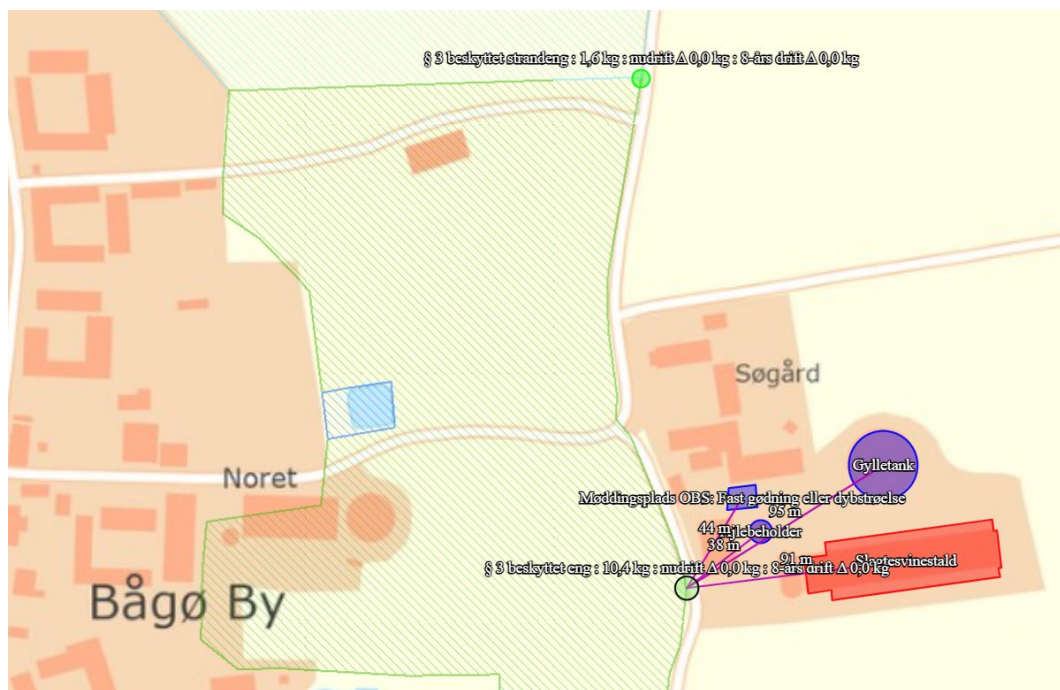 § 3 beskyttet strandeng : 1,6 kg : nudrift Δ 0,0 kg : 8-års drift Δ 0,0 kg
Søgård
Gylletank
Noret
Møddingsplads OBS: Fast gødning eller dybstrøelse
95 m
44 m
Ajlebeholder
38 m
91 m
Slagtesvinestald
§ 3 beskyttet eng : 10,4 kg : nudrift Δ 0,0 kg : 8-års drift Δ 0,0 kg
Bågø By